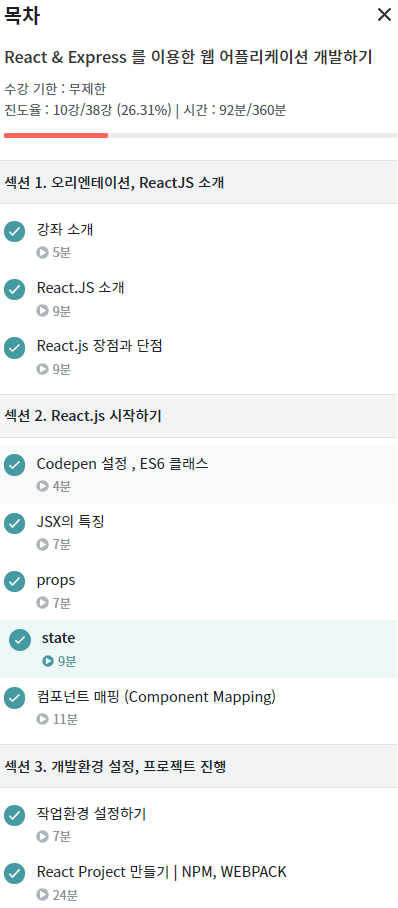 목차
React & Express 를 이용한 웹 어플리케이션 개발하기
수강 기한 : 무제한
진도율 : 10강/38강 (26.31%) | 시간 : 92분/360분
섹션 1. 오리엔테이션, ReactJS 소개
강좌 소개
5분
React.JS 소개
9분
React.js 장점과 단점
9분
섹션 2. React.js 시작하기
Codepen 설정 , ES6 클래스
4분
JSX의 특징
7분
props
7분
state
9분
컴포넌트 매핑 (Component Mapping)
11분
섹션 3. 개발환경 설정, 프로젝트 진행
작업환경 설정하기
7분
React Project 만들기 | NPM, WEBPACK
24분